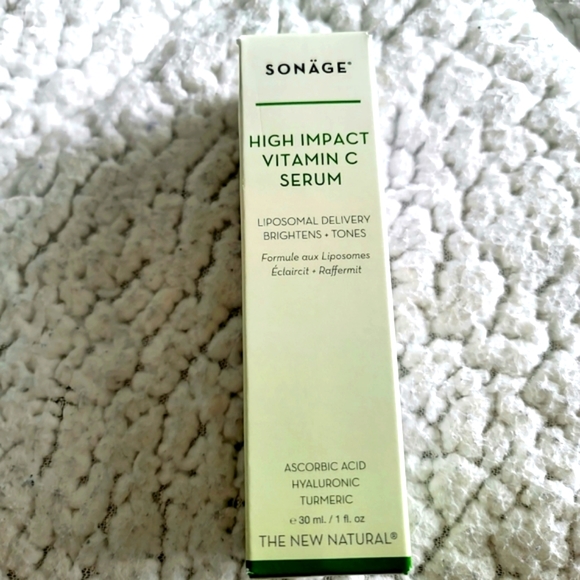 SONÄGE®
HIGH IMPACT
VITAMIN C
SERUM
LIPOSOMAL DELIVERY
BRIGHTENS • TONES
Formule aux Liposomes
Éclaircit • Raffermit
ASCORBIC ACID
HYALURONIC
TURMERIC
℮ 30 ml. / 1 fl. oz
THE NEW NATURAL®